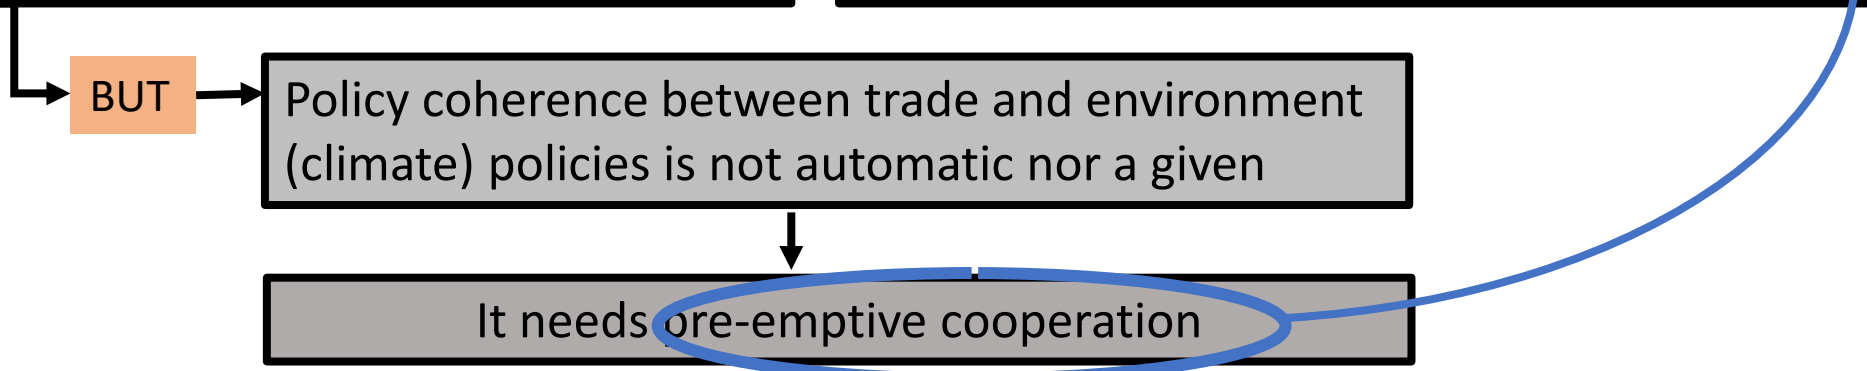 BUT
Policy coherence between trade and environment
(climate) policies is not automatic nor a given
It needs pre-emptive cooperation